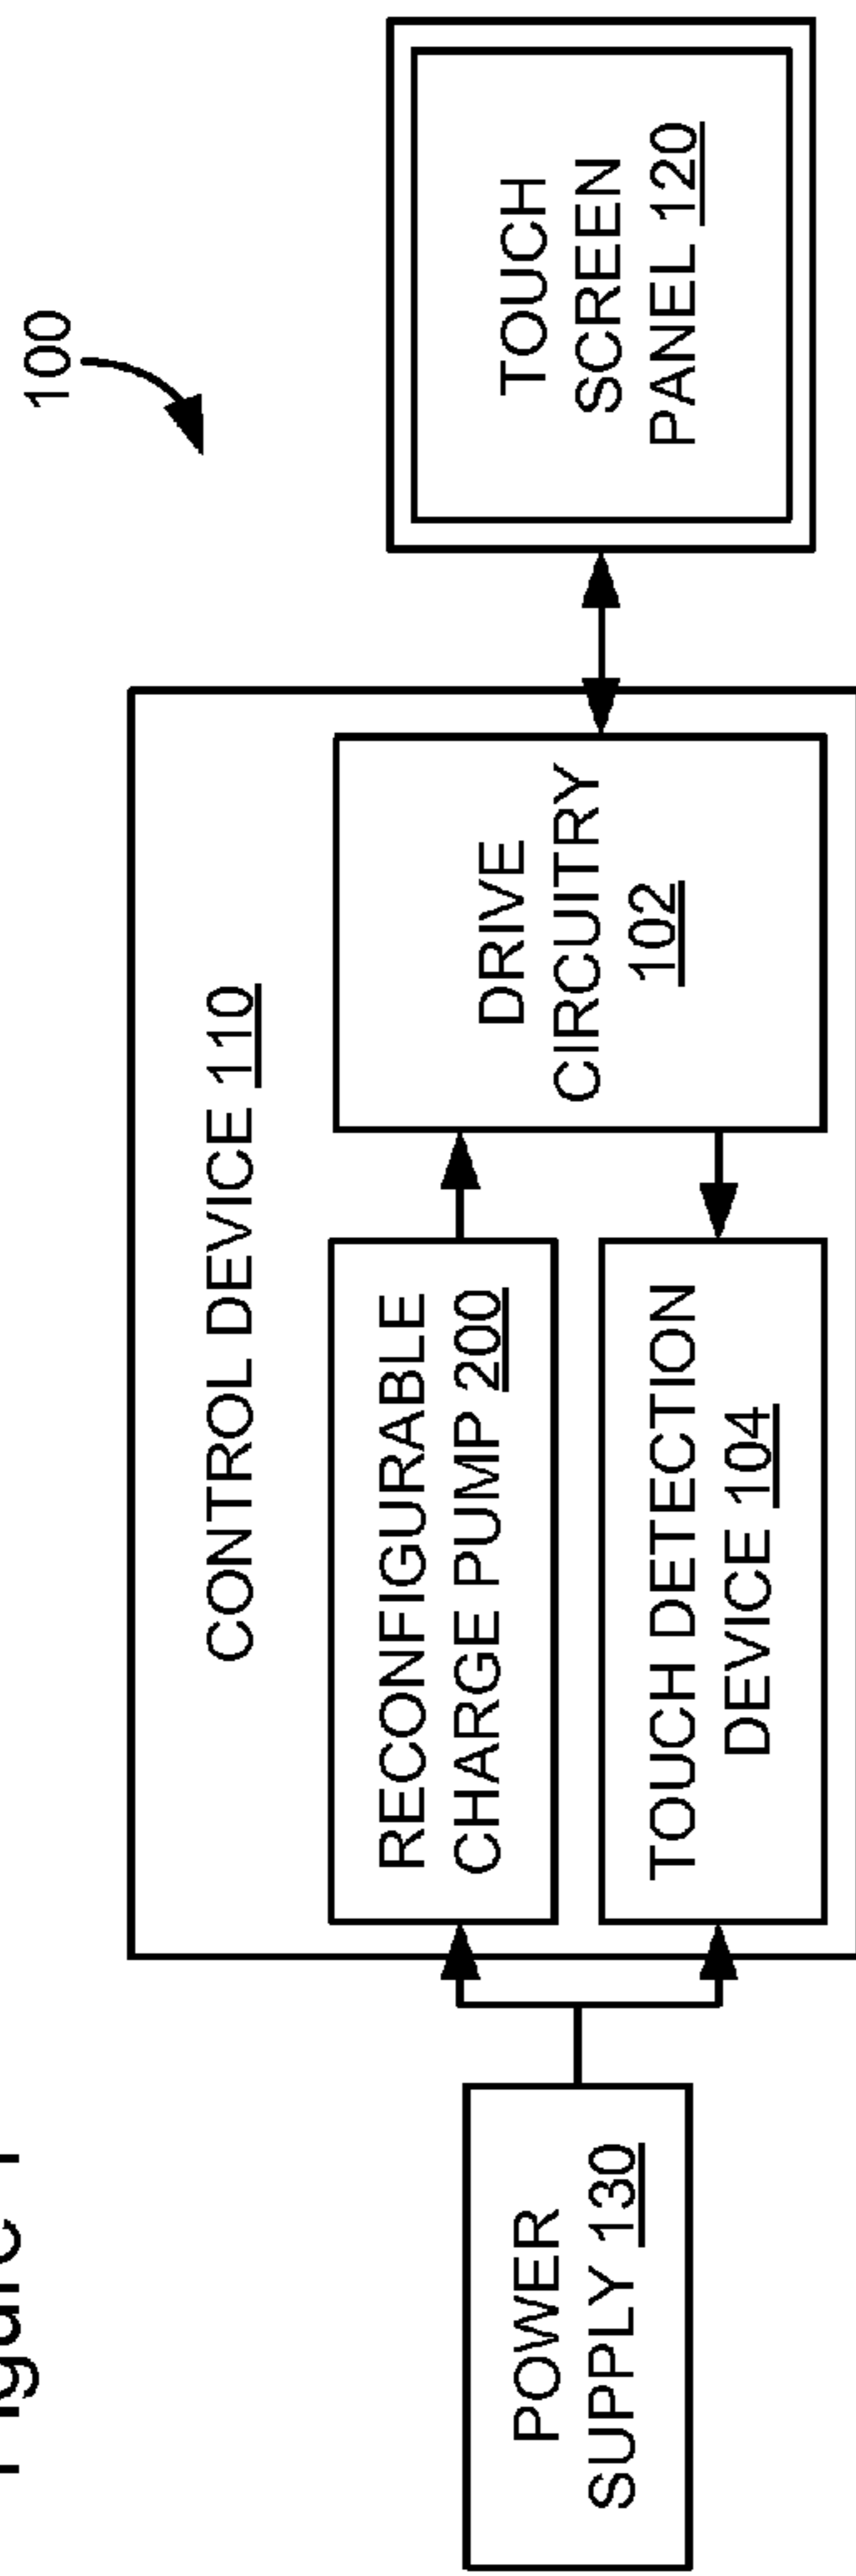 Figure 1
100
CONTROL DEVICE 110
POWER
SUPPLY 130
RECONFIGURABLE
CHARGE PUMP 200
TOUCH DETECTION
DEVICE 104
DRIVE
CIRCUITRY
102
TOUCH
SCREEN
PANEL 120